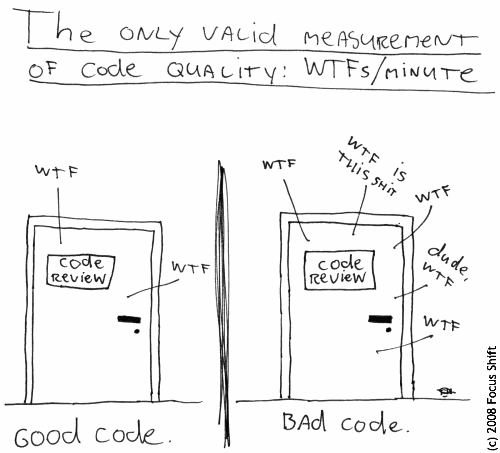 The ONLY VALID MEASUREMENT
OF Code QUALITY: WTFs/MINUTE
WTF
Code
REVIEW
WTF
GOOD CODE.
WTF
WTF IS
THIS SHIT
WTF
CODE
REVIEW
dude,
WTF
WTF
BAD CODE.
(c) 2008 Focus Shift